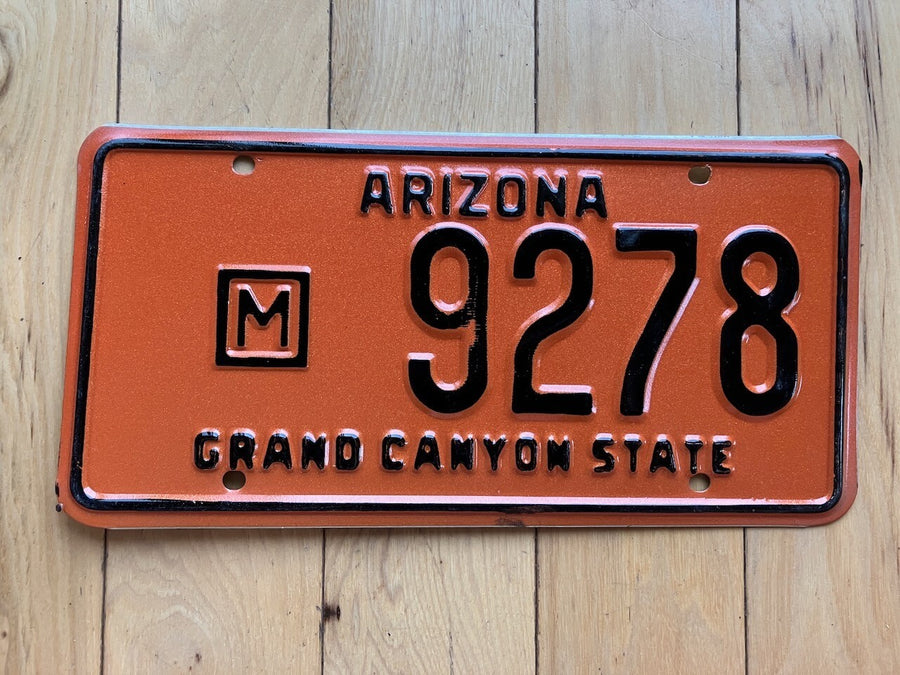 ARIZONA
M 9278
GRAND CANYON STATE